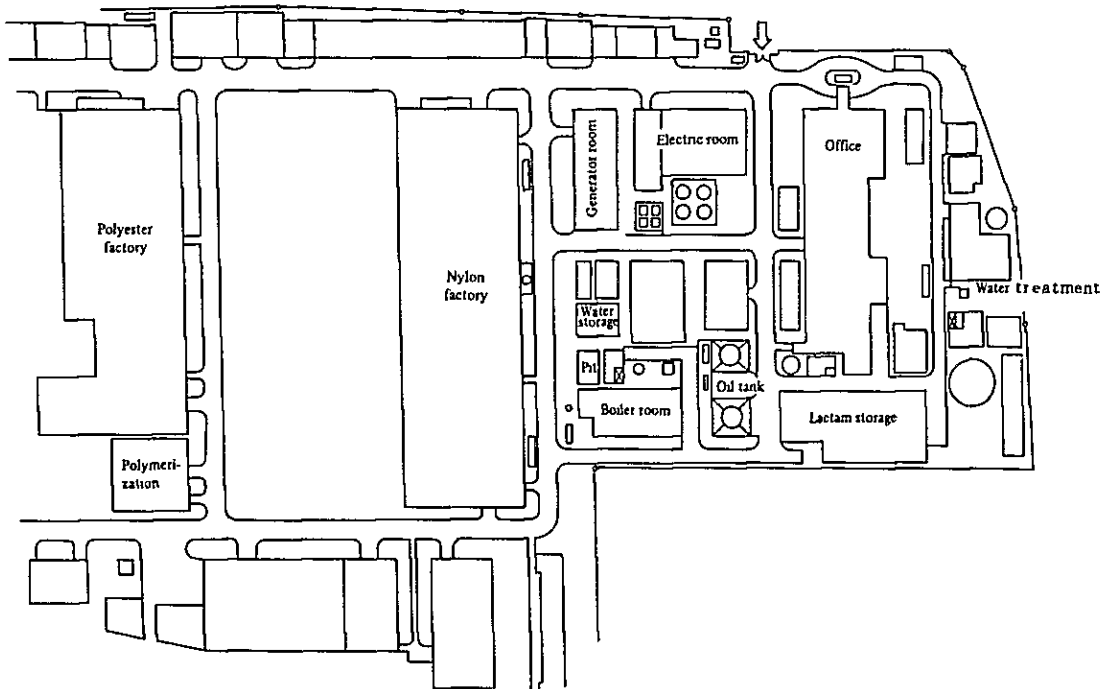 Generator room
Electric room
Office
Polyester
factory
Nylon
factory
Water treatment
Water
storage
Pit
Oil tank
Boiler room
Lactam storage
Polymeri-
zation